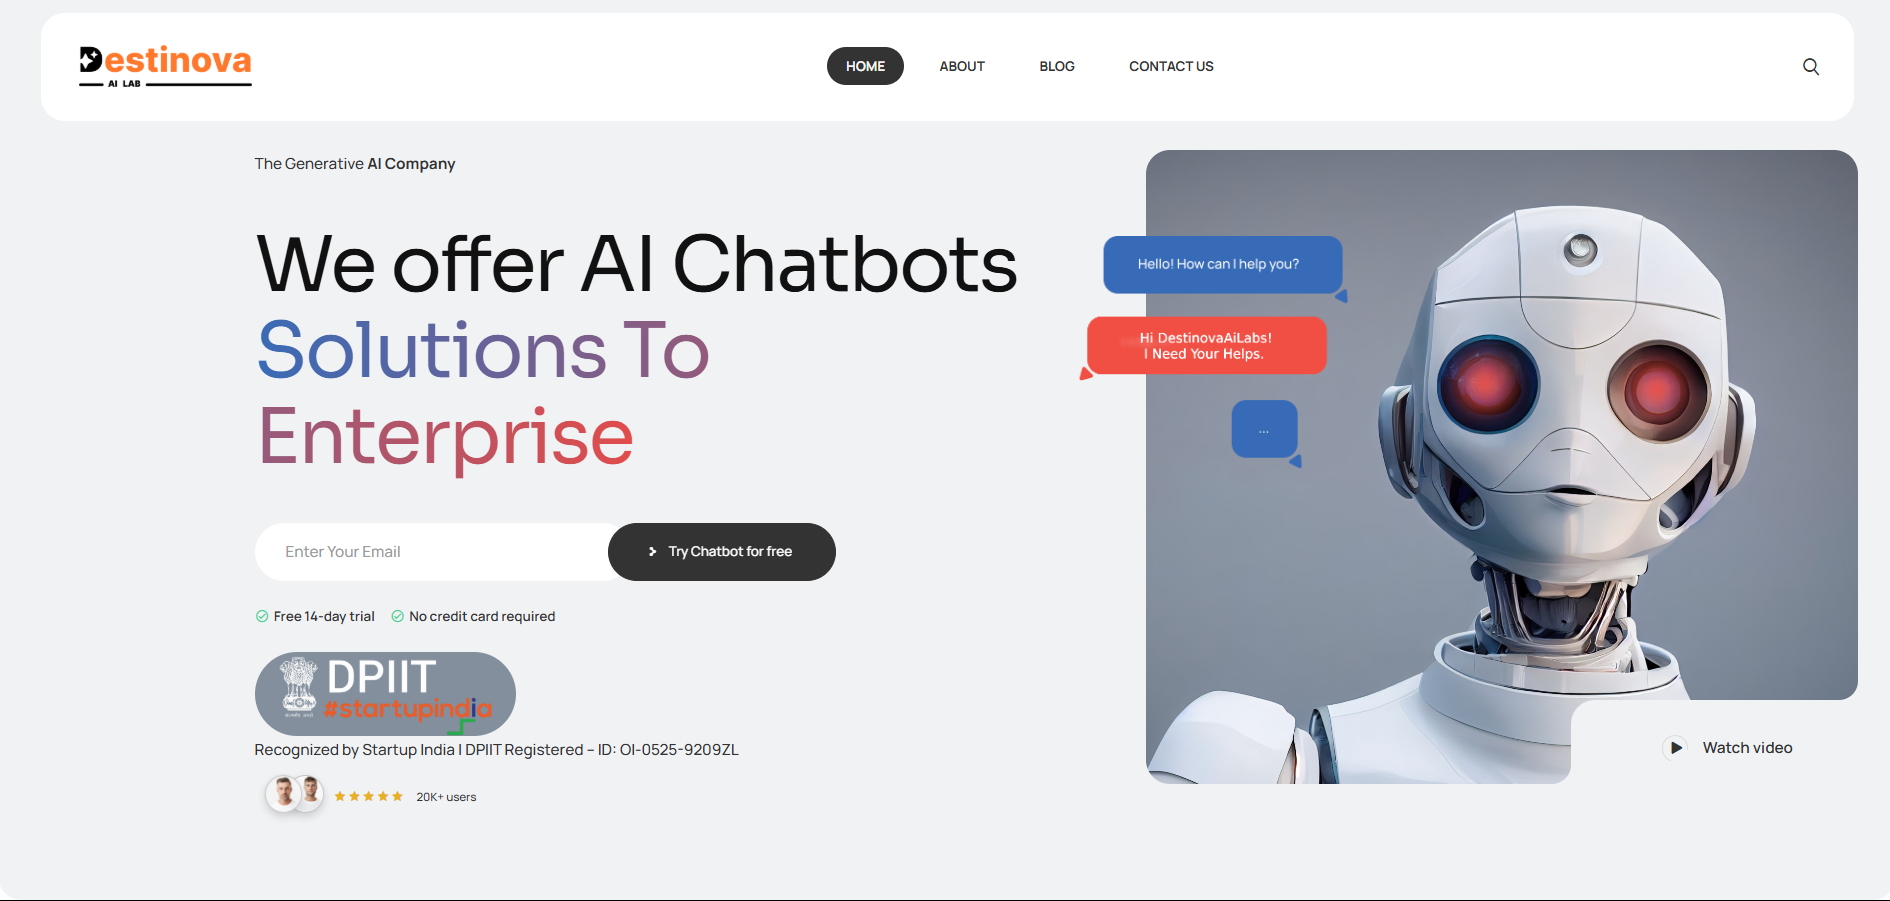 Destinova
AI LAB
HOME
ABOUT
BLOG
CONTACT US
The Generative AI Company
We offer AI Chatbots
Solutions To
Enterprise
Enter Your Email
Try Chatbot for free
Free 14-day trial
No credit card required
DPIIT
#startupindia
Recognized by Startup India | DPIIT Registered – ID: OI-0525-9209ZL
20K+ users
Hello! How can I help you?
Hi DestinovaAiLabs!
I Need Your Helps.
...
Watch video